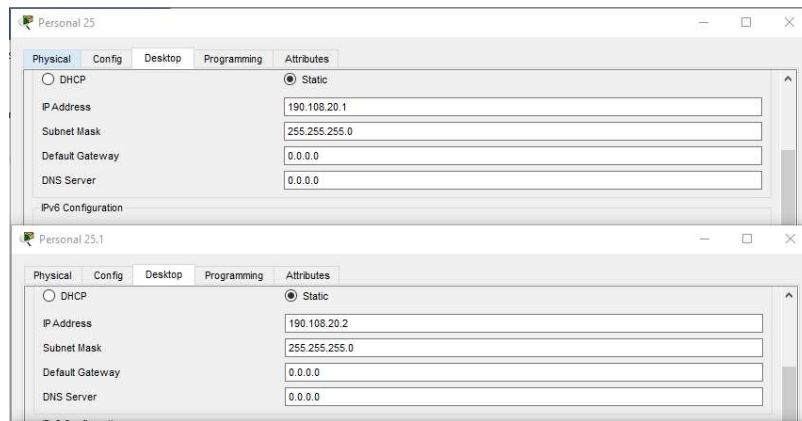 Personal 25
Physical Config Desktop Programming Attributes
DHCP Static
IP Address 190.108.20.1
Subnet Mask 255.255.255.0
Default Gateway 0.0.0.0
DNS Server 0.0.0.0
IPv6 Configuration
Personal 25.1
Physical Config Desktop Programming Attributes
DHCP Static
IP Address 190.108.20.2
Subnet Mask 255.255.255.0
Default Gateway 0.0.0.0
DNS Server 0.0.0.0